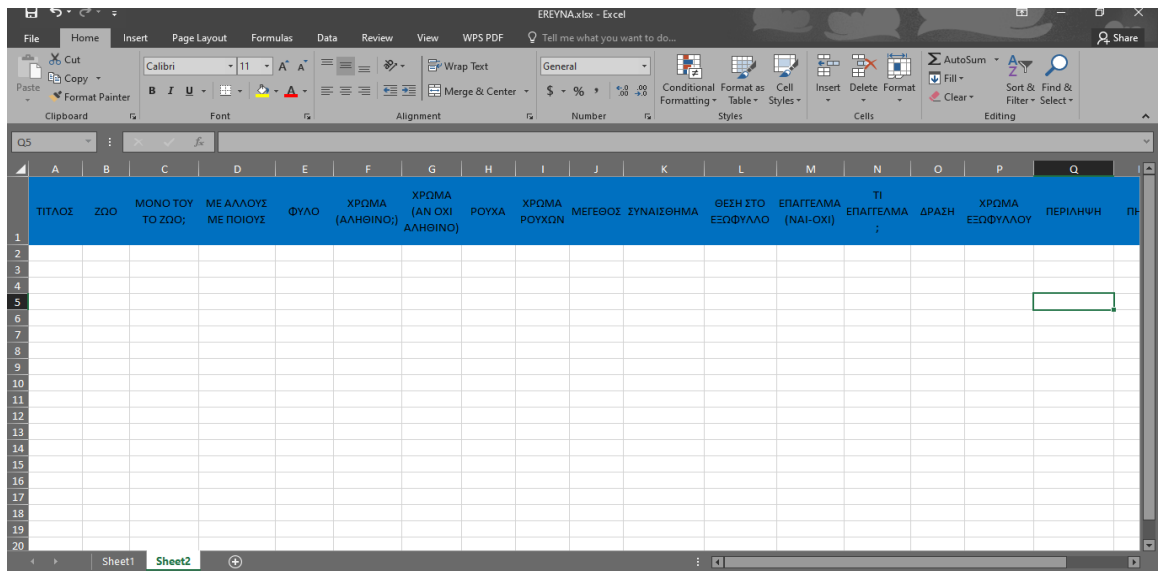 EREYNA.xlsx - Excel
File Home Insert Page Layout Formulas Data Review View WPS PDF Tell me what you want to do... Share
Cut
Copy
Format Painter
Paste
Calibri 11
Wrap Text
Merge & Center
General
Conditional Formatting
Format as Table
Cell Styles
Insert Delete Format
AutoSum
Fill
Clear
Sort & Filter
Find & Select
Clipboard Font Alignment Number Styles Cells Editing
Q5
A B C D E F G H I J K L M N O P Q
1
ΤΙΤΛΟΣ
ΖΩΟ
ΜΟΝΟ ΤΟΥ
ΤΟ ΖΩΟ;
ΜΕ ΑΛΛΟΥΣ
ΜΕ ΠΟΙΟΥΣ
ΦΥΛΟ
ΧΡΩΜΑ
(ΑΛΗΘΙΝΟ;)
ΧΡΩΜΑ
(ΑΝ ΟΧΙ
ΑΛΗΘΙΝΟ)
ΡΟΥΧΑ
ΧΡΩΜΑ
ΡΟΥΧΩΝ
ΜΕΓΕΘΟΣ
ΣΥΝΑΙΣΘΗΜΑ
ΘΕΣΗ ΣΤΟ
ΕΞΩΦΥΛΛΟ
ΕΠΑΓΓΕΛΜΑ
(ΝΑΙ-ΟΧΙ)
ΤΙ
ΕΠΑΓΓΕΛΜΑ
;
ΔΡΑΣΗ
ΧΡΩΜΑ
ΕΞΩΦΥΛΛΟΥ
ΠΕΡΙΛΗΨΗ
2
3
4
5
6
7
8
9
10
11
12
13
14
15
16
17
18
19
20
Sheet1 Sheet2